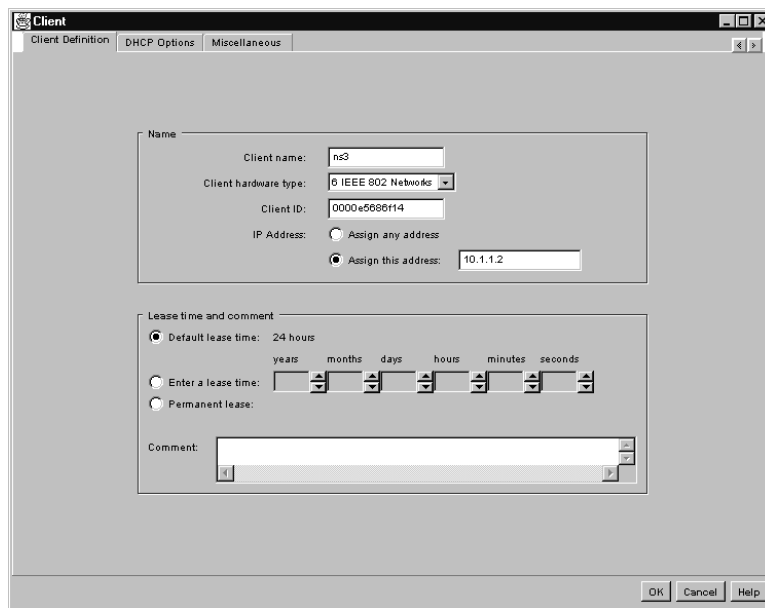 Client
Client Definition DHCP Options Miscellaneous
Name
Client name: ns3
Client hardware type: 6 IEEE 802 Networks
Client ID: 0000e5686f14
IP Address: Assign any address
Assign this address: 10.1.1.2
Lease time and comment
Default lease time: 24 hours
years months days hours minutes seconds
Enter a lease time:
Permanent lease:
Comment:
OK Cancel Help